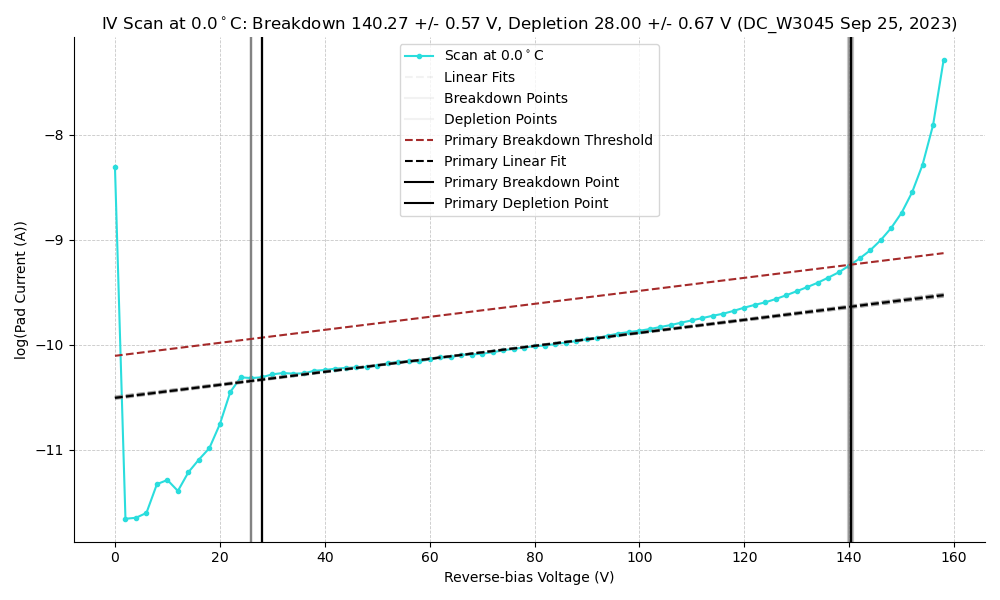 IV Scan at 0.0°C: Breakdown 140.27 +/- 0.57 V, Depletion 28.00 +/- 0.67 V (DC_W3045 Sep 25, 2023)
Scan at 0.0°C
Linear Fits
Breakdown Points
Depletion Points
Primary Breakdown Threshold
Primary Linear Fit
Primary Breakdown Point
Primary Depletion Point
log(Pad Current (A))
−8
−9
−10
−11
0 20 40 60 80 100 120 140 160
Reverse-bias Voltage (V)